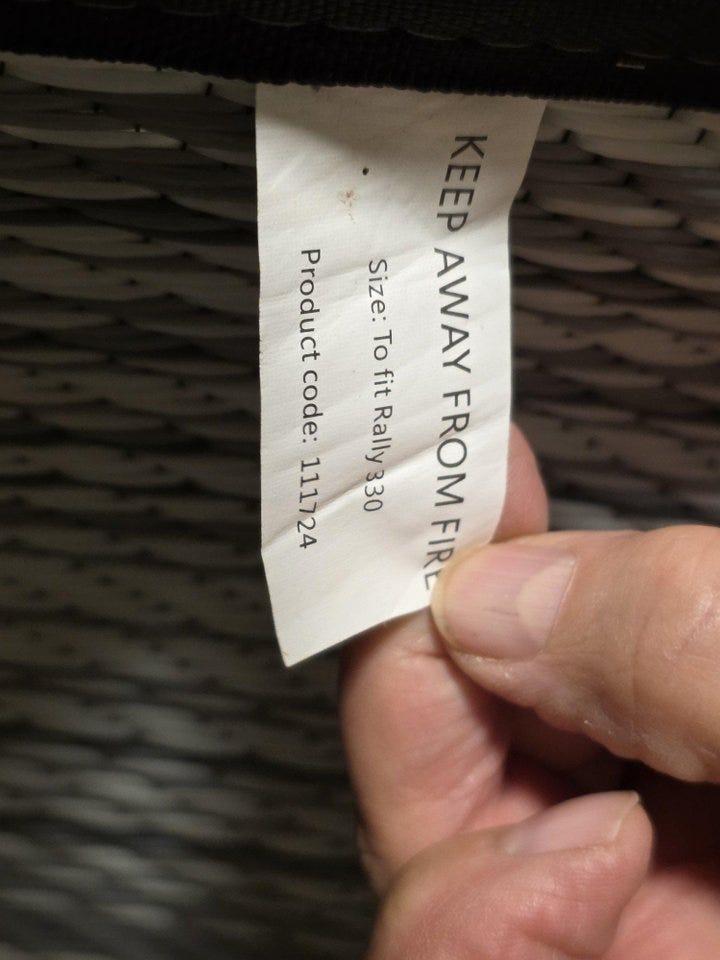 KEEP AWAY FROM FIRE
Size: To fit Rally 330
Product code: 111724